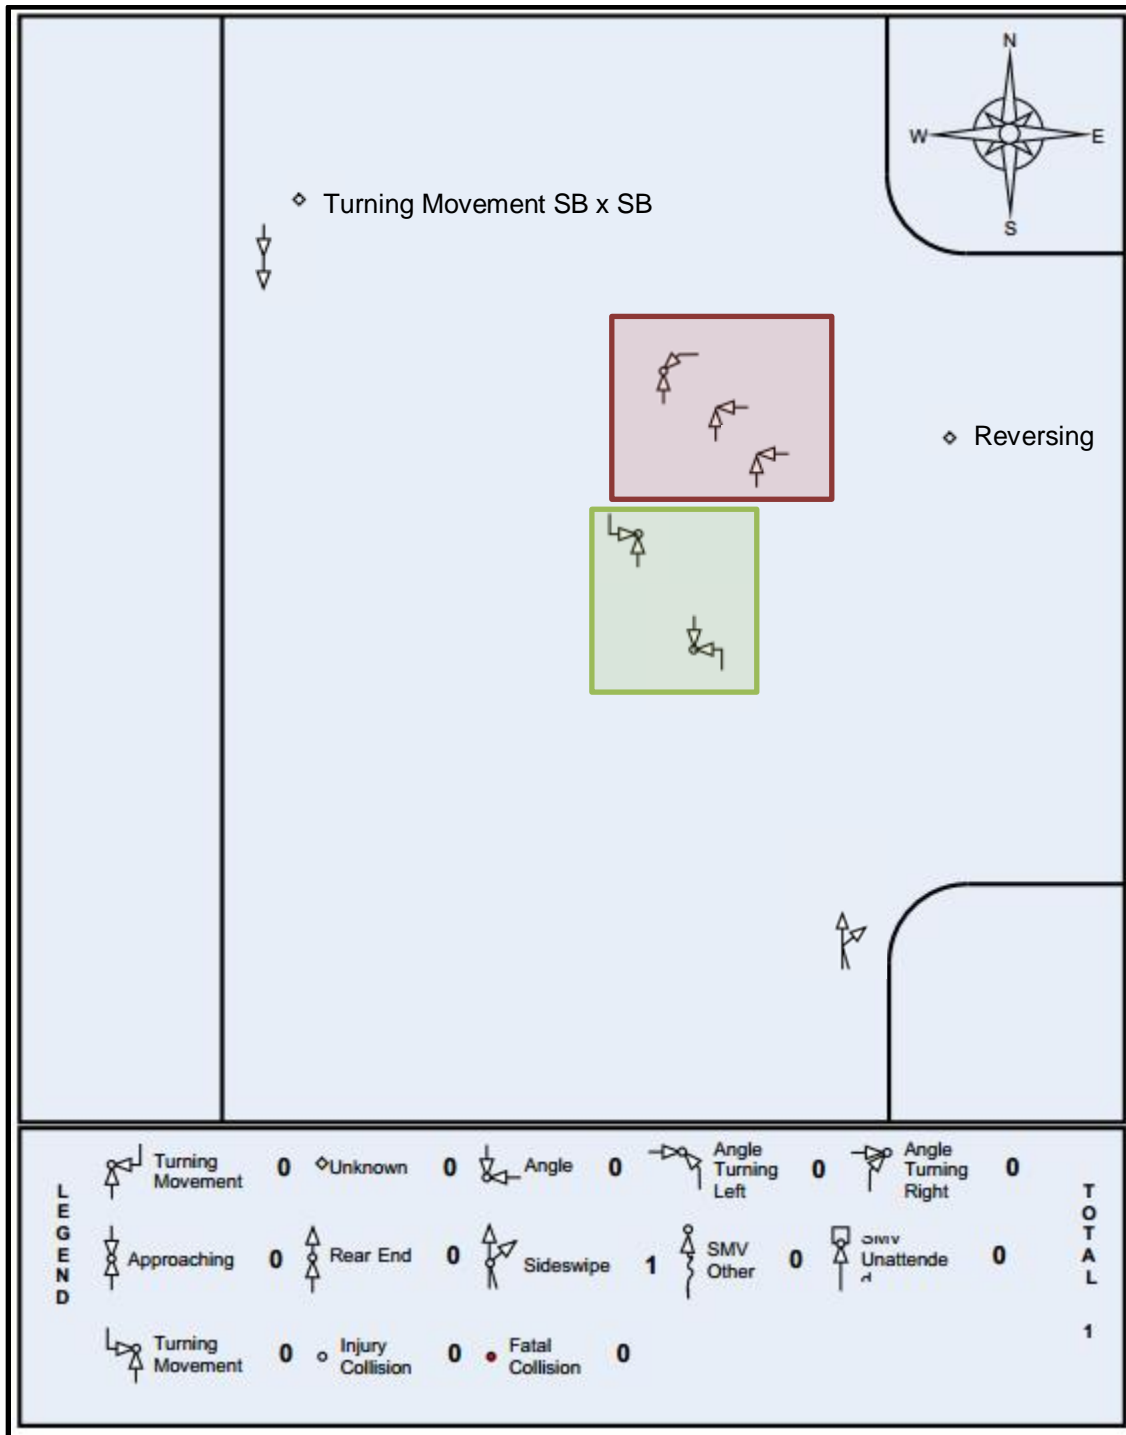 N
W E
S
Turning Movement SB x SB
Reversing
LEGEND
Turning Movement 0
Unknown 0
Angle 0
Angle Turning Left 0
Angle Turning Right 0
Approaching 0
Rear End 0
Sideswipe 1
SMV Other 0
SMV Unattende d 0
Turning Movement 0
Injury Collision 0
Fatal Collision 0
TOTAL
1